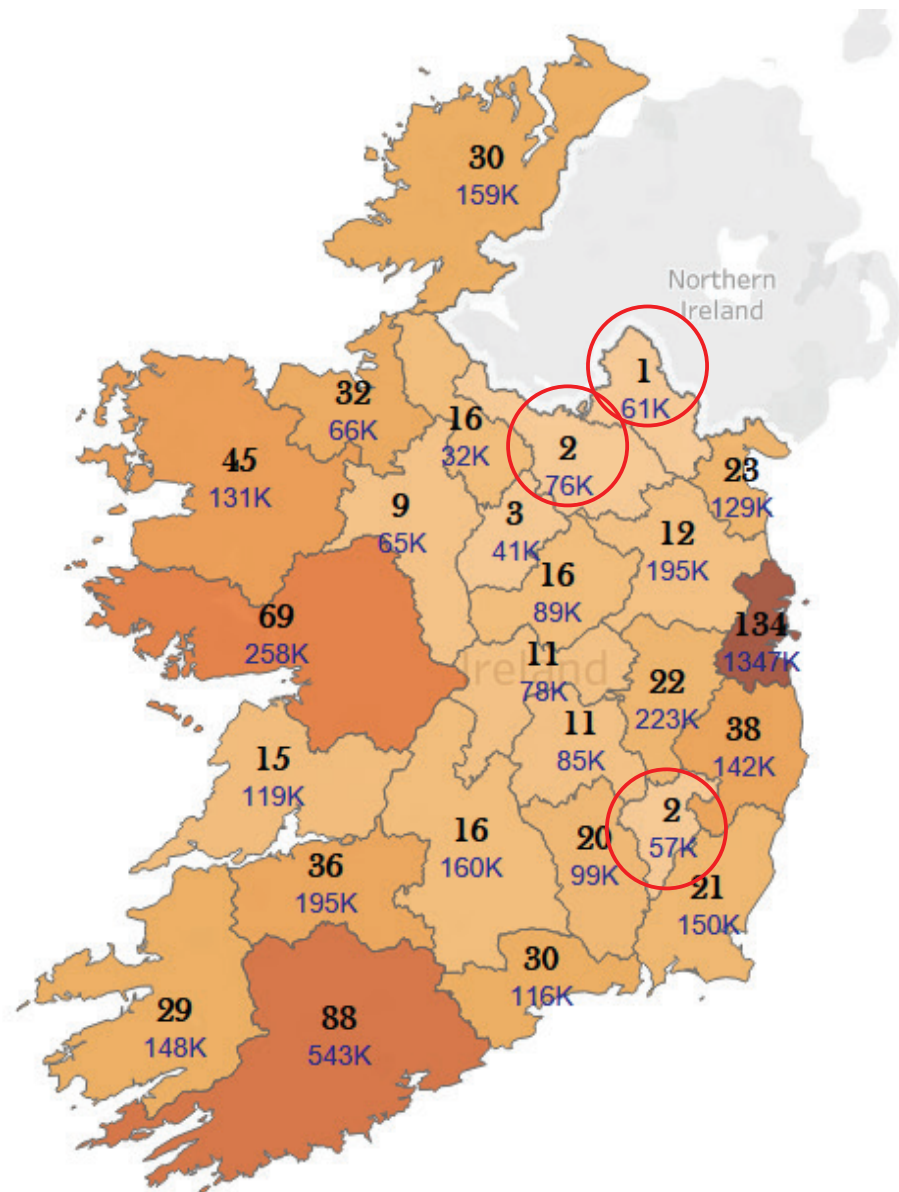 30
159K
Northern
Ireland
1
61K
32
66K
16
32K
2
76K
45
131K
23
129K
9
65K
3
41K
12
195K
16
89K
69
258K
134
1347K
Ireland
11
78K
22
223K
11
85K
38
142K
15
119K
2
57K
16
160K
20
99K
36
195K
21
150K
30
116K
29
148K
88
543K